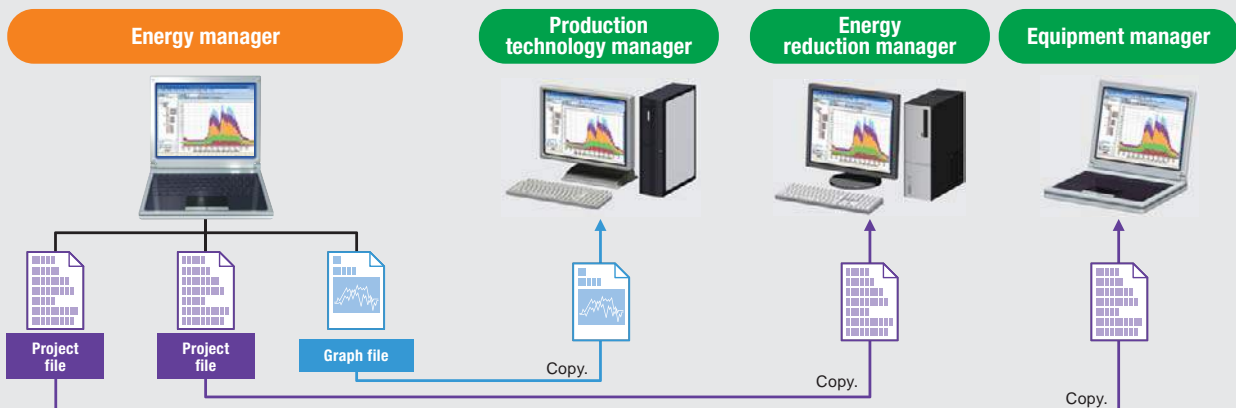 Energy manager
Production
technology manager
Energy
reduction manager
Equipment manager
Project
file
Project
file
Graph file
Copy.
Copy.
Copy.